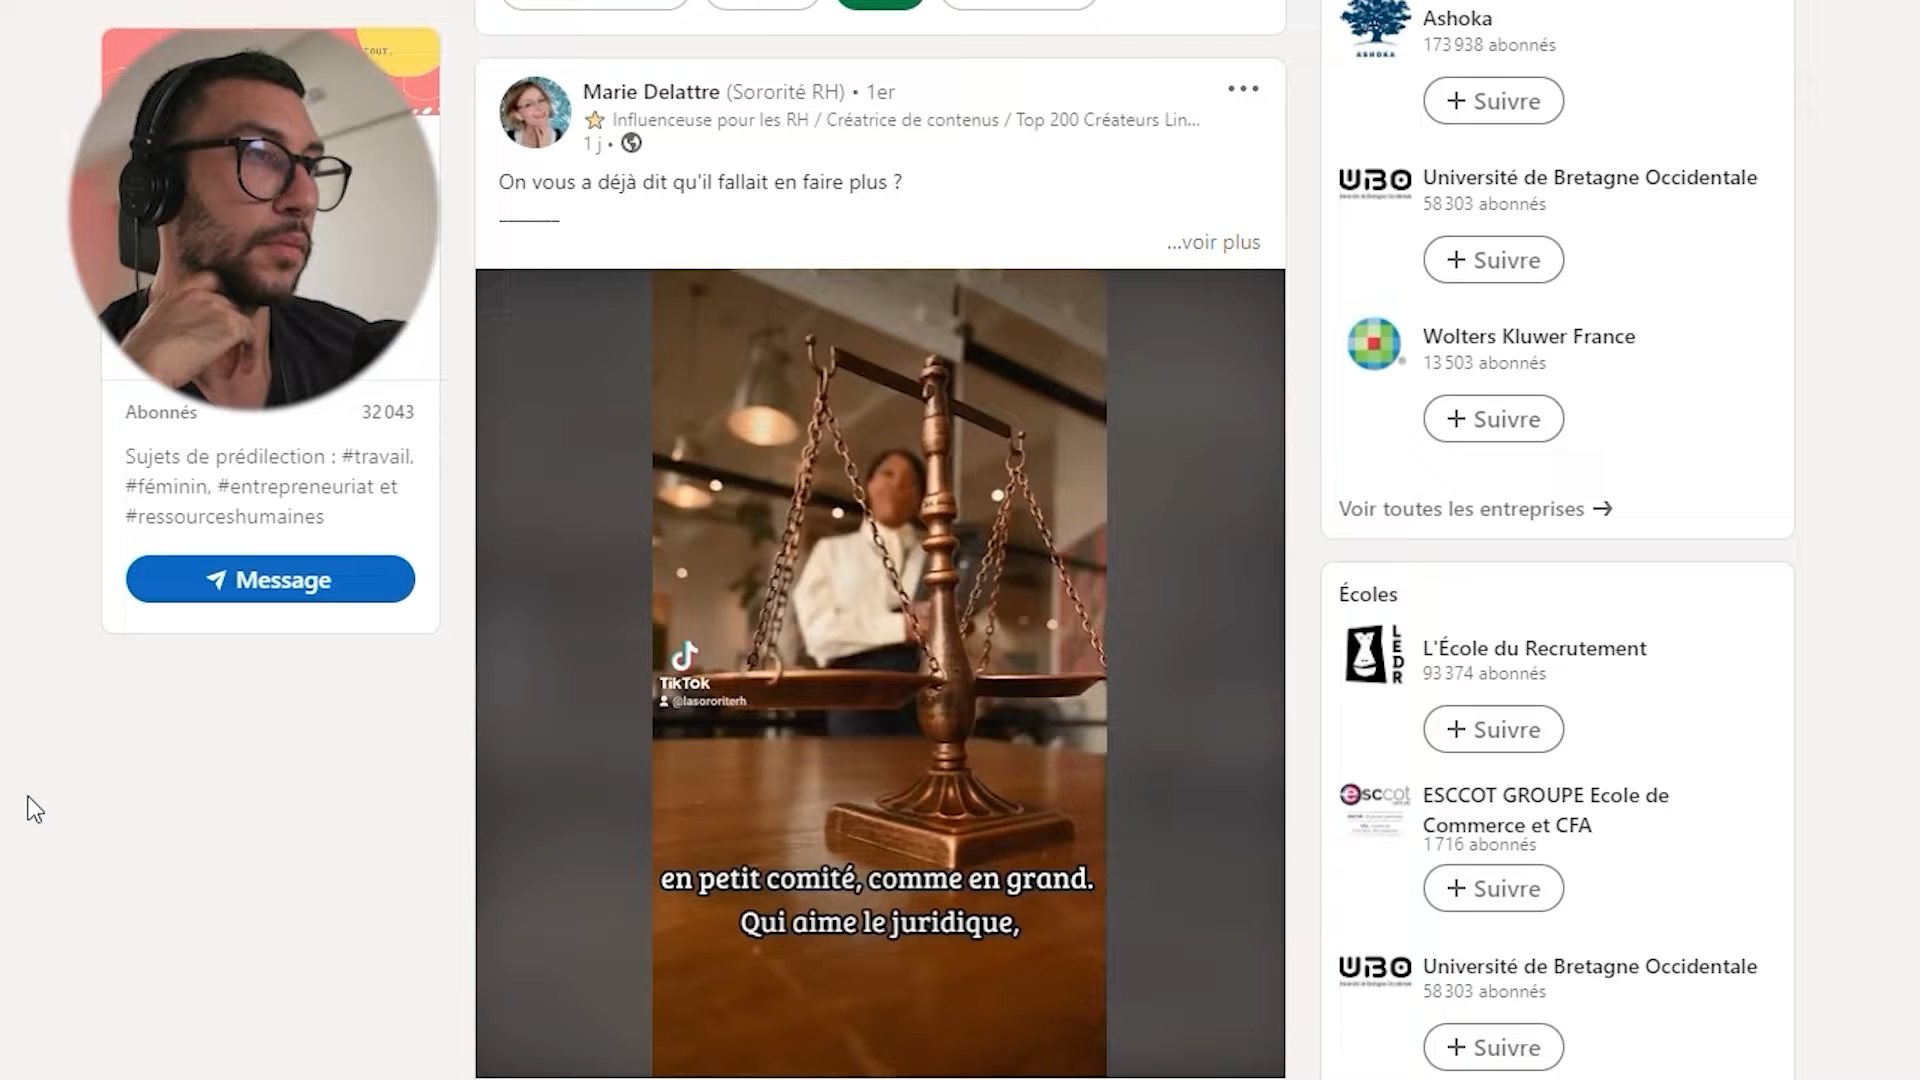 COUT.
Abonnés 32 043
Sujets de prédilection : #travail,
#féminin, #entrepreneuriat et
#ressourceshumaines
Message
Marie Delattre (Sororité RH) • 1er
Influenceuse pour les RH / Créatrice de contenus / Top 200 Créateurs Lin...
1 j •
On vous a déjà dit qu'il fallait en faire plus ?
...voir plus
TikTok
@lasororiterh
en petit comité, comme en grand.
Qui aime le juridique,
ASHOKA
Ashoka
173 938 abonnés
+ Suivre
UBO
Université de Bretagne Occidentale
58 303 abonnés
+ Suivre
Wolters Kluwer France
13 503 abonnés
+ Suivre
Voir toutes les entreprises →
Écoles
LEDR
L'École du Recrutement
93 374 abonnés
+ Suivre
esccot
ESCCOT GROUPE Ecole de
Commerce et CFA
1 716 abonnés
+ Suivre
UBO
Université de Bretagne Occidentale
58 303 abonnés
+ Suivre